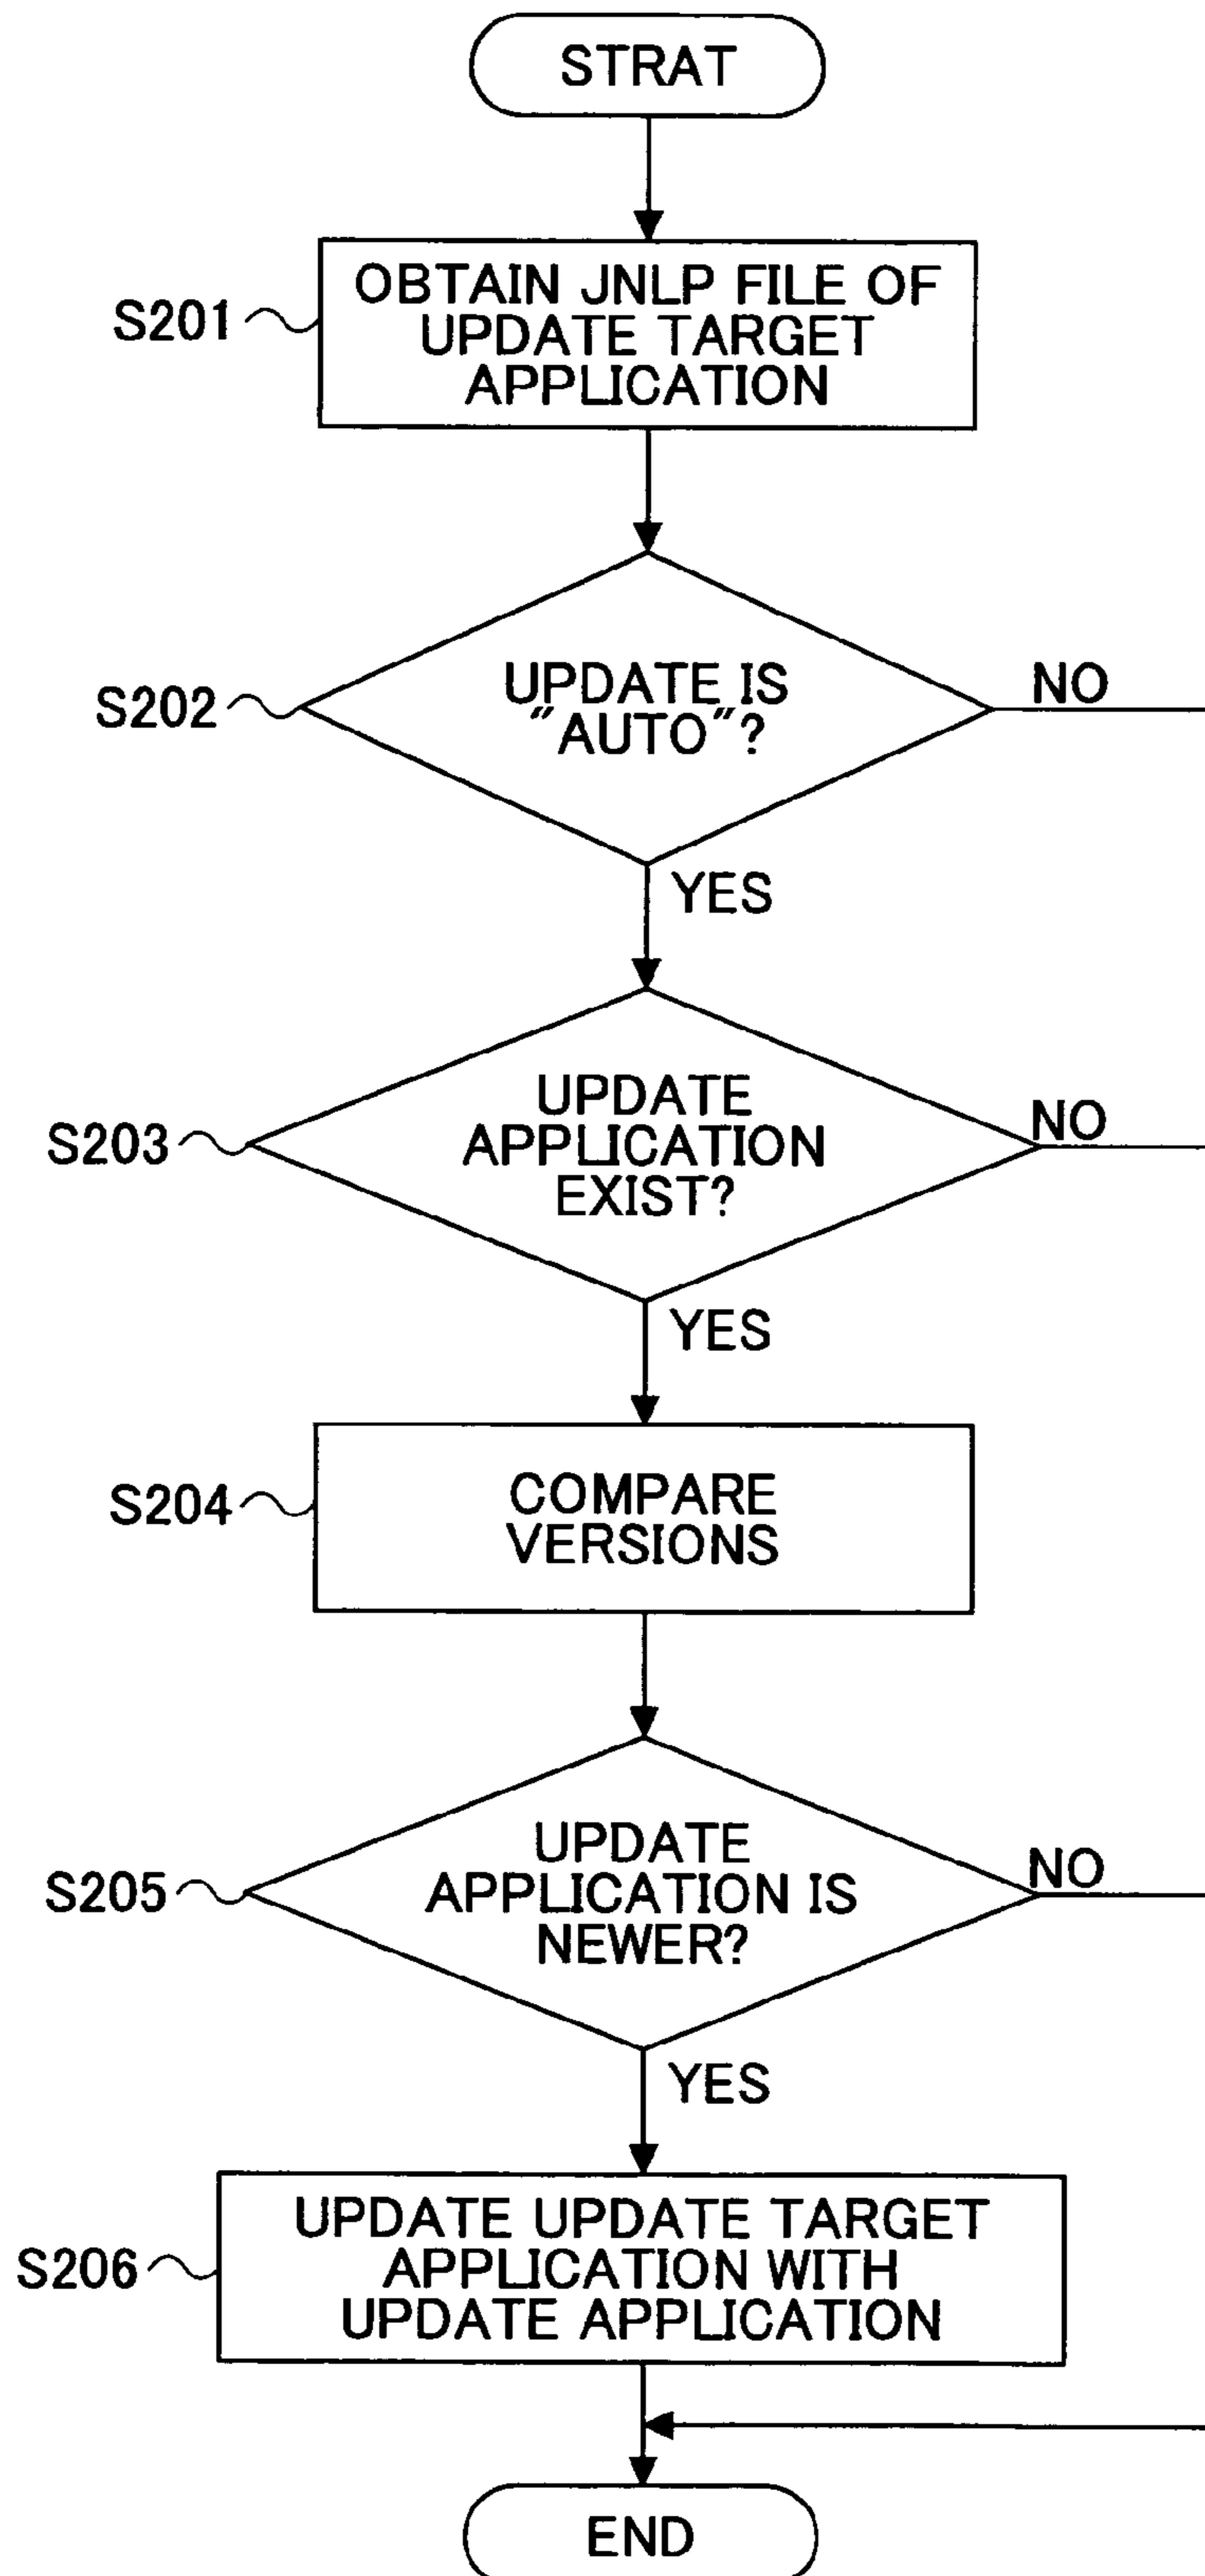 STRAT
S201
OBTAIN JNLP FILE OF
UPDATE TARGET
APPLICATION
S202
UPDATE IS
"AUTO"?
NO
YES
S203
UPDATE
APPLICATION
EXIST?
NO
YES
S204
COMPARE
VERSIONS
S205
UPDATE
APPLICATION IS
NEWER?
NO
YES
S206
UPDATE UPDATE TARGET
APPLICATION WITH
UPDATE APPLICATION
END